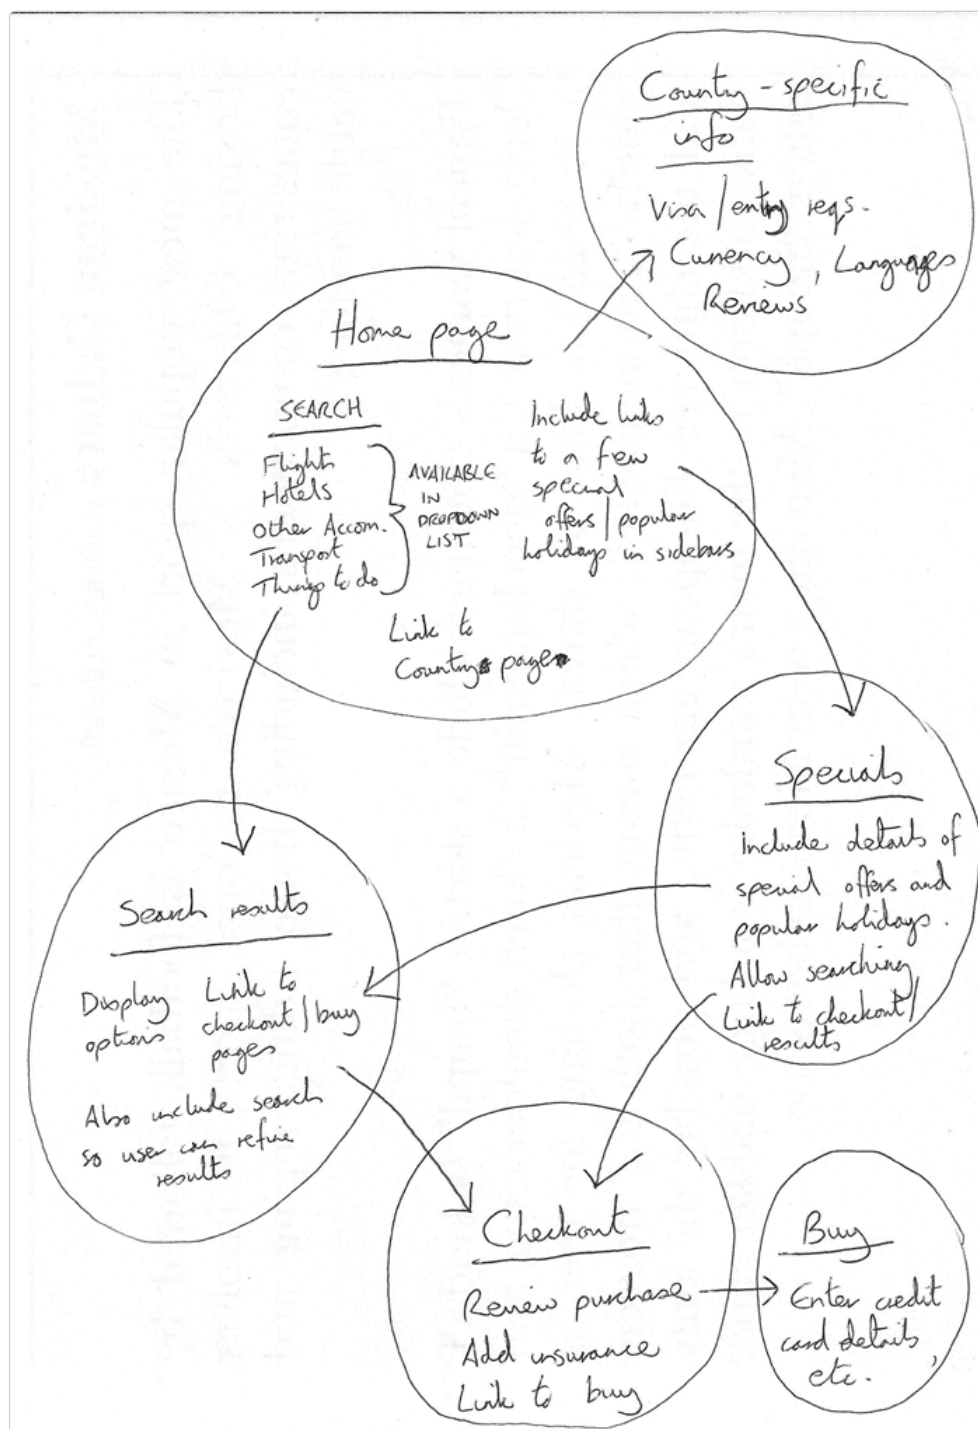 Country-specific
info
Visa/entry reqs.
Currency, Languages
Reviews
Home page
SEARCH
Flights
Hotels
Other Accom.
Transport
Things to do
AVAILABLE
IN
DROPDOWN
LIST
Include links
to a few
special
offers/popular
holidays in sidebars
Link to
Country page
Specials
Include details of
special offers and
popular holidays.
Allow searching
Link to checkout/
results
Search results
Display
options
Link to
checkout/buy
pages
Also include search
so user can refine
results
Checkout
Review purchase
Add insurance
Link to buy
Buy
Enter credit
card details,
etc.